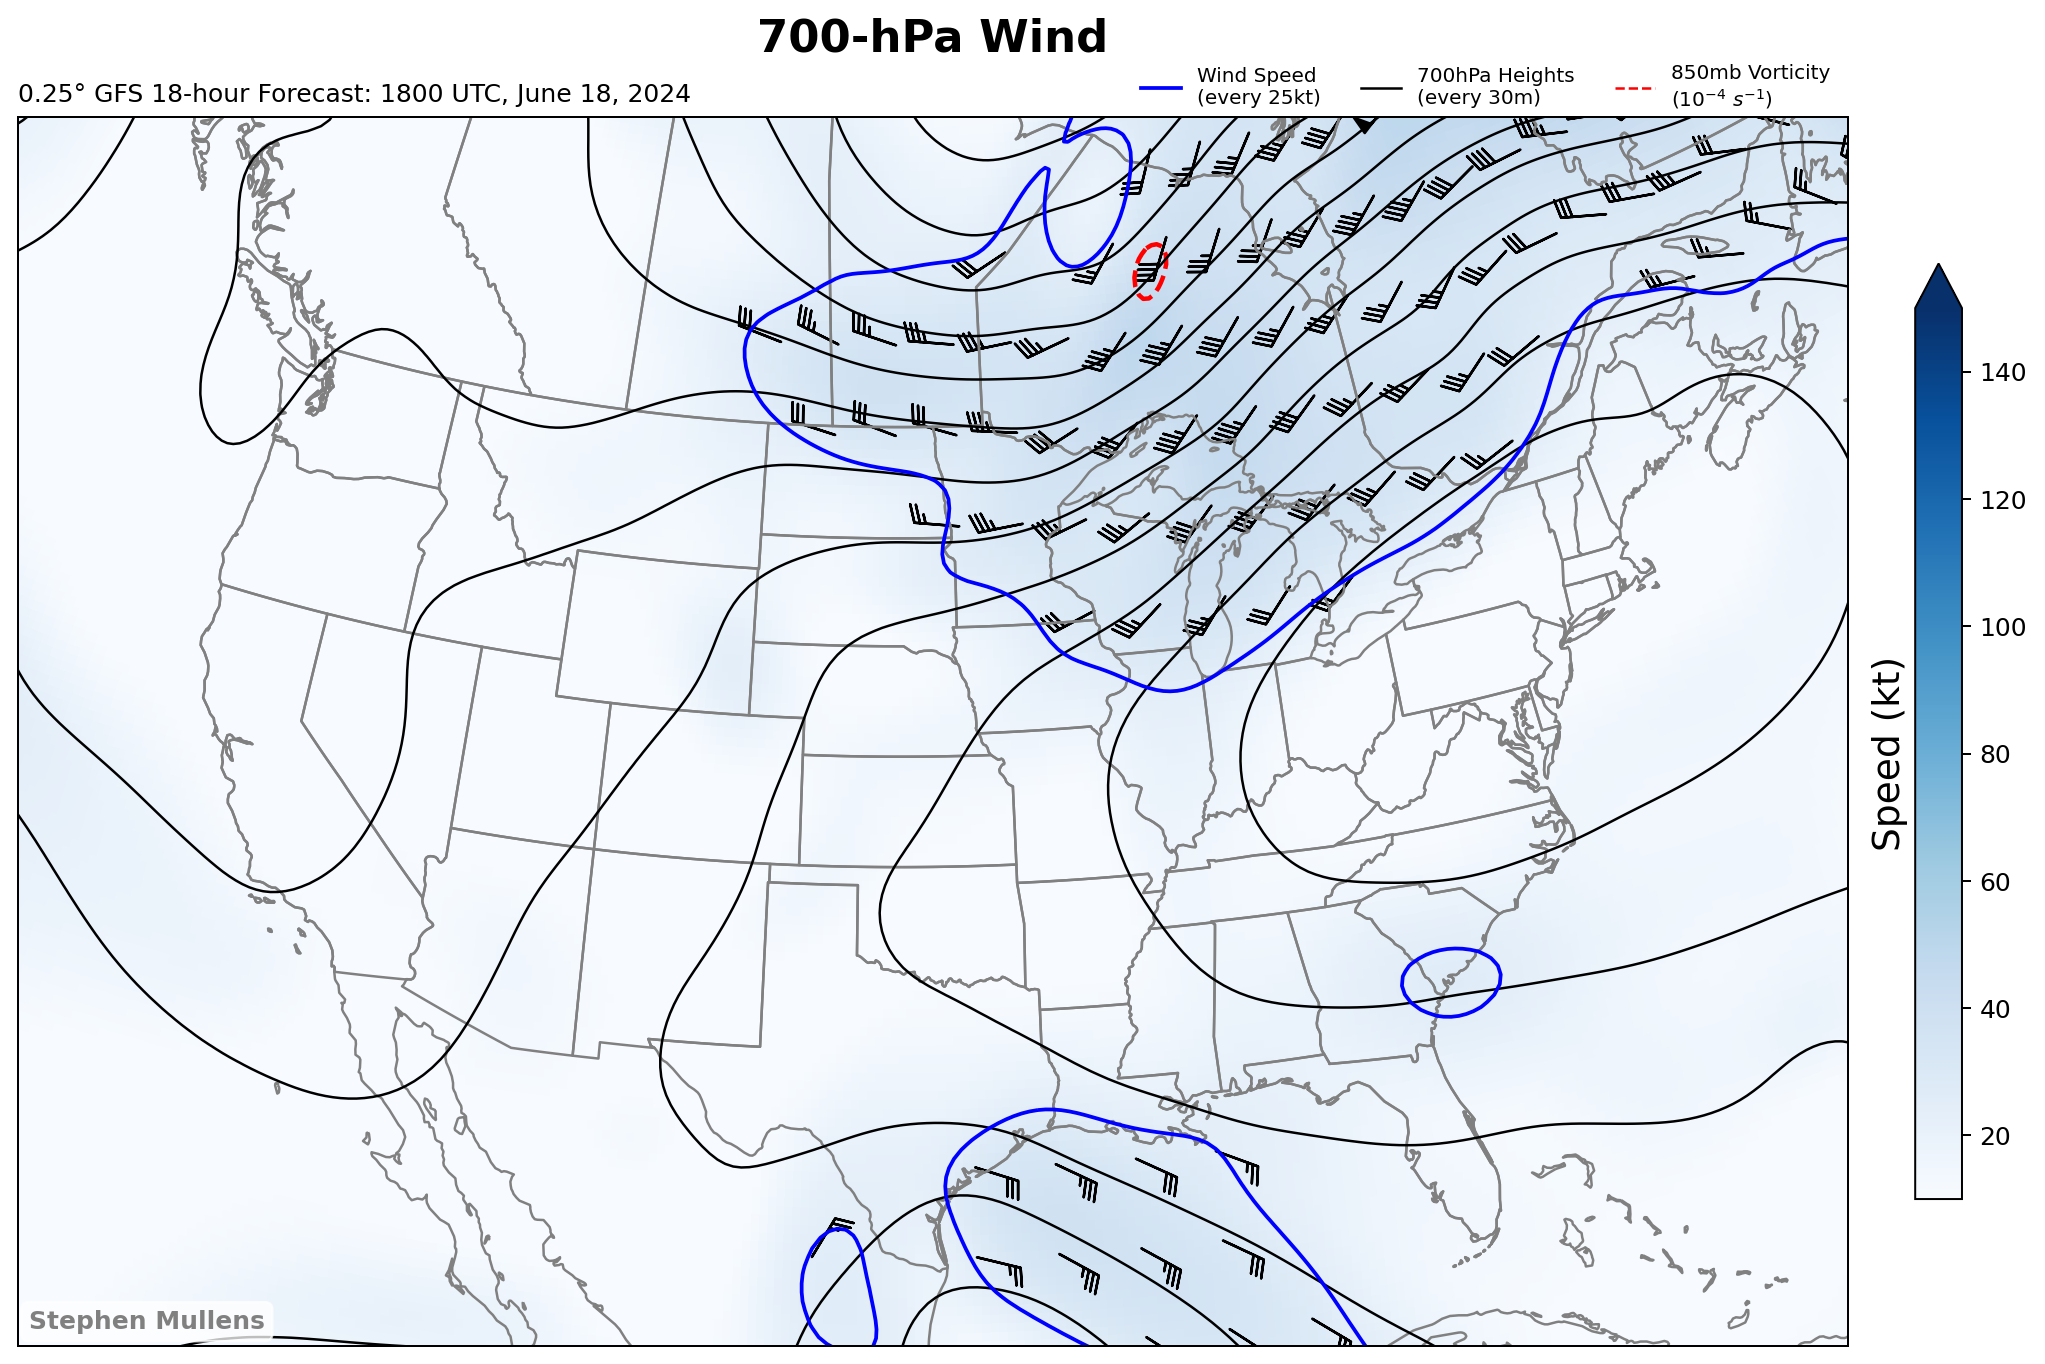 700-hPa Wind
0.25° GFS 18-hour Forecast: 1800 UTC, June 18, 2024
Wind Speed
(every 25kt)
700hPa Heights
(every 30m)
850mb Vorticity
(10⁻⁴ s⁻¹)
140
120
100
80
60
40
20
Speed (kt)
Stephen Mullens